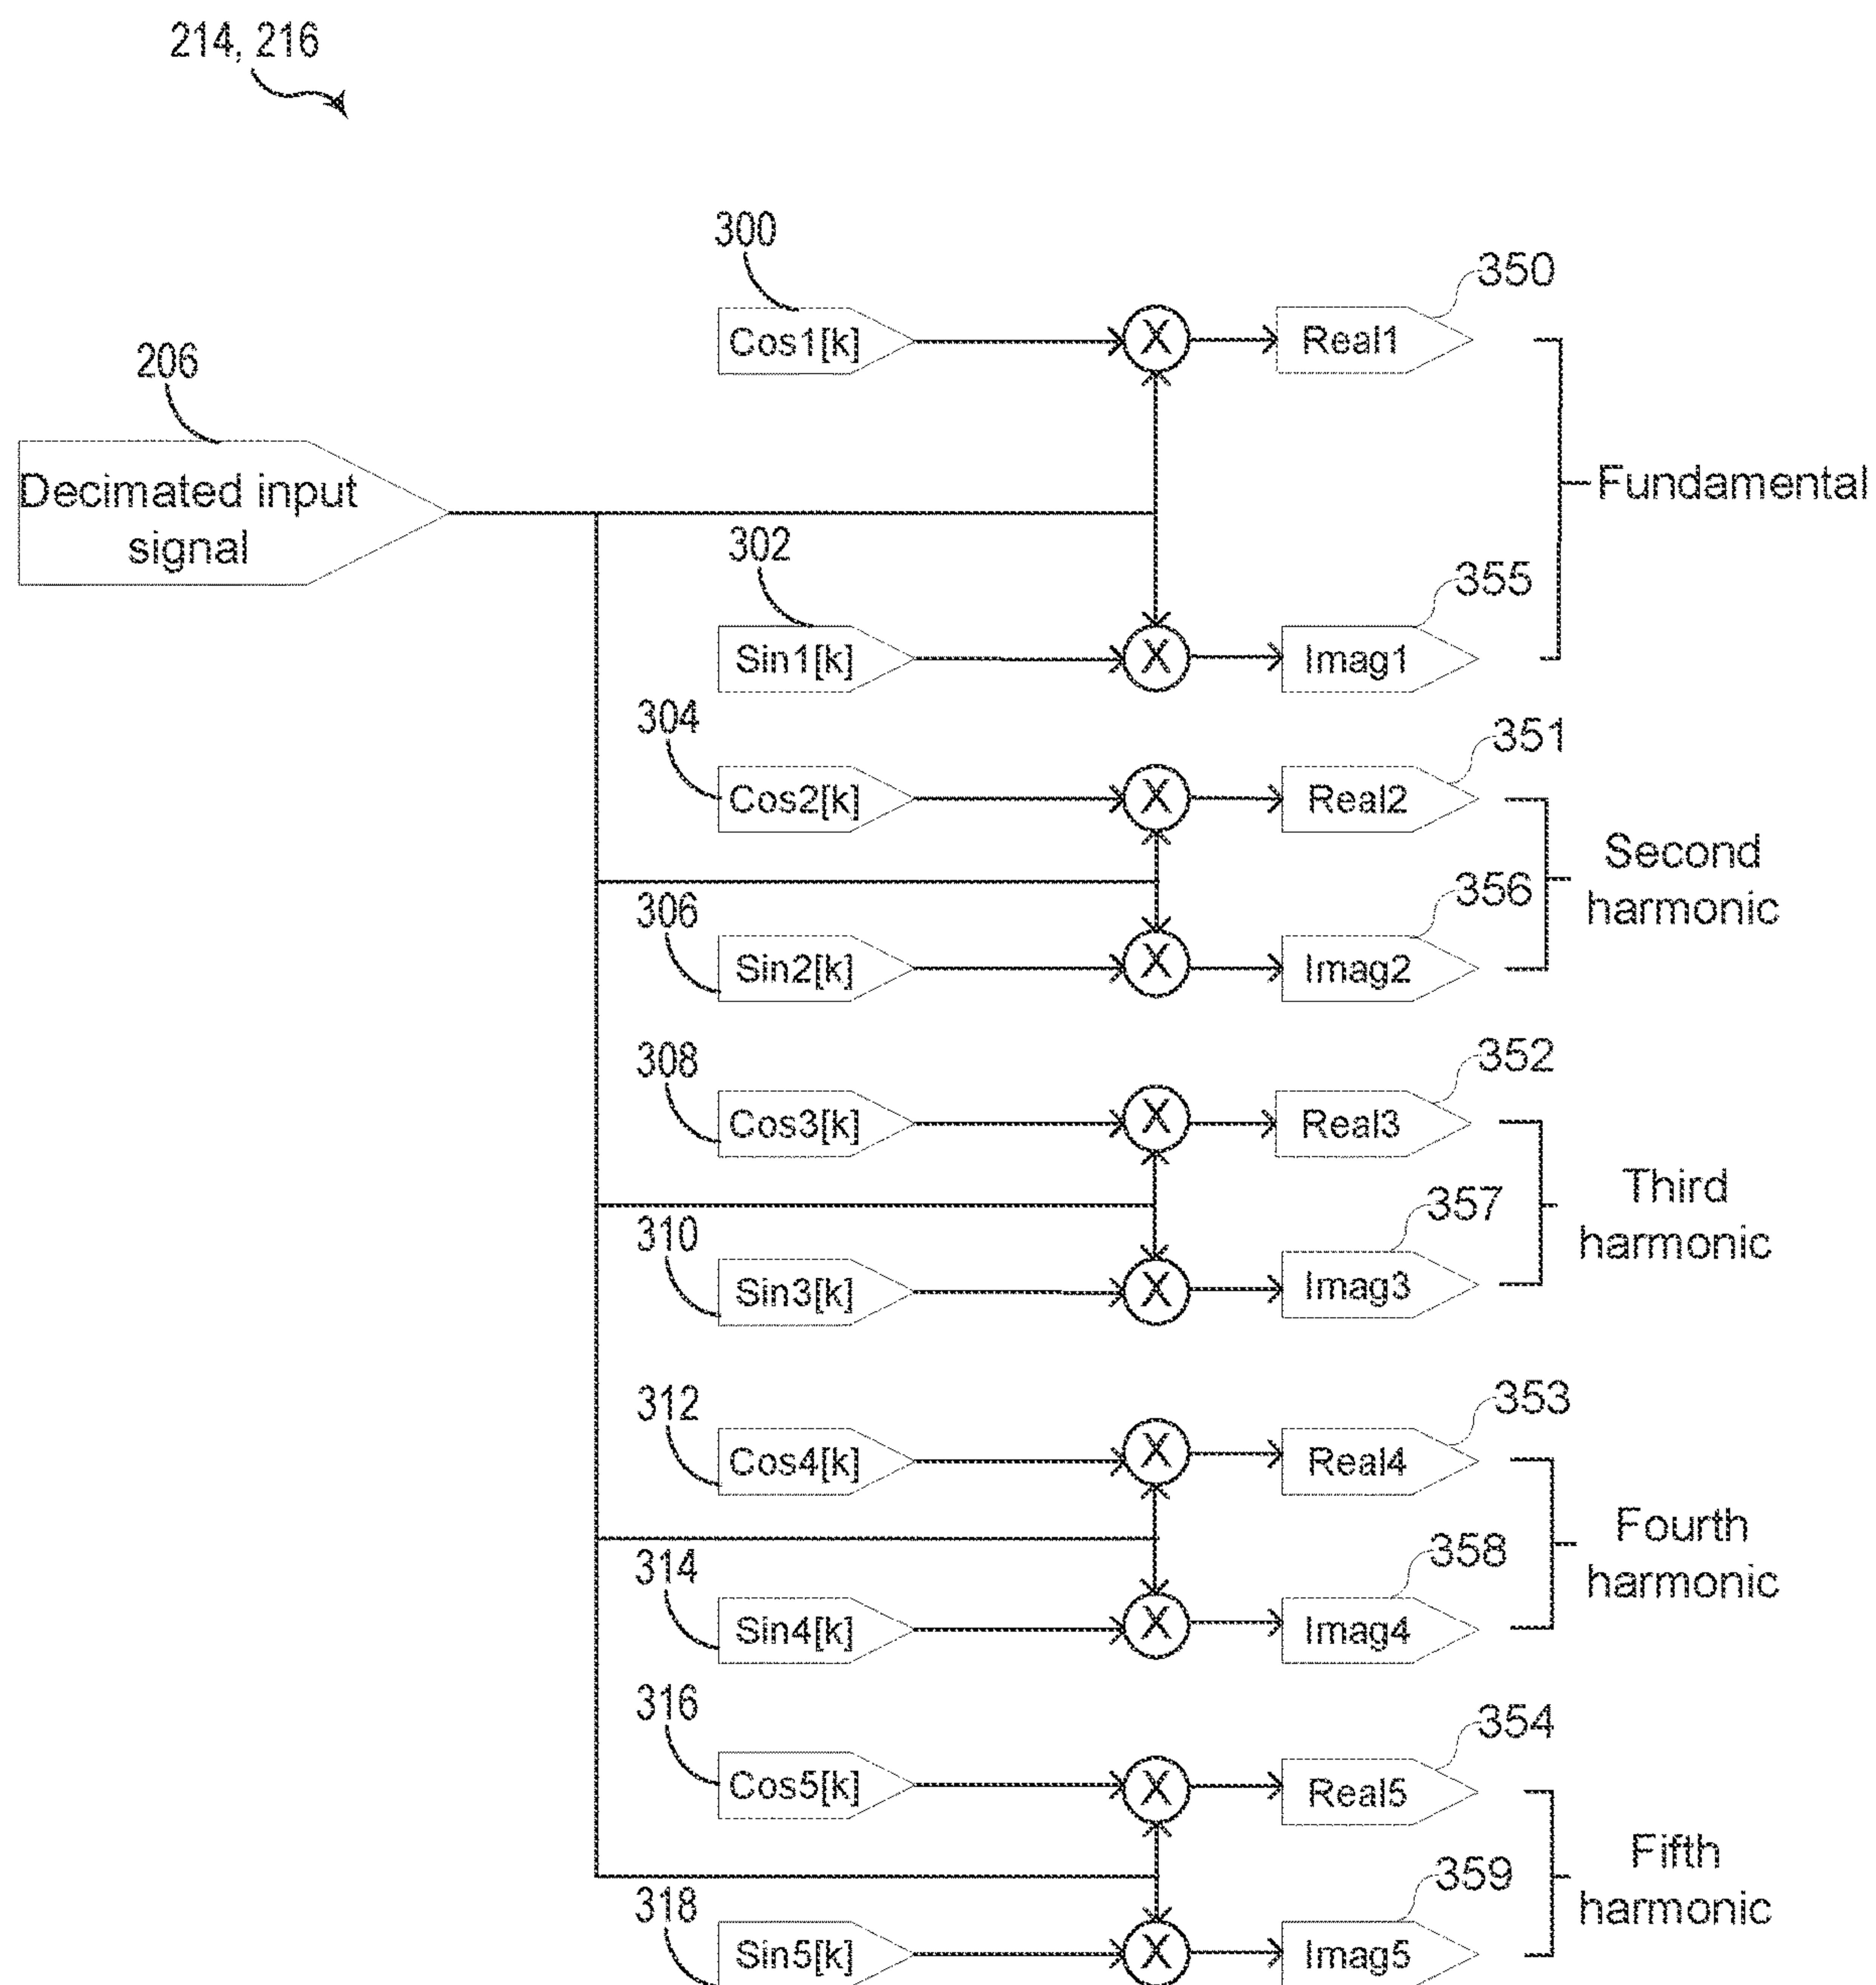 214, 216
300
350
Cos1[k]
X
Real1
206
Decimated input
signal
Fundamental
302
355
Sin1[k]
X
Imag1
304
351
Cos2[k]
X
Real2
Second
harmonic
306
356
Sin2[k]
X
Imag2
308
352
Cos3[k]
X
Real3
Third
harmonic
310
357
Sin3[k]
X
Imag3
312
353
Cos4[k]
X
Real4
Fourth
harmonic
314
358
Sin4[k]
X
Imag4
316
354
Cos5[k]
X
Real5
Fifth
harmonic
318
359
Sin5[k]
X
Imag5